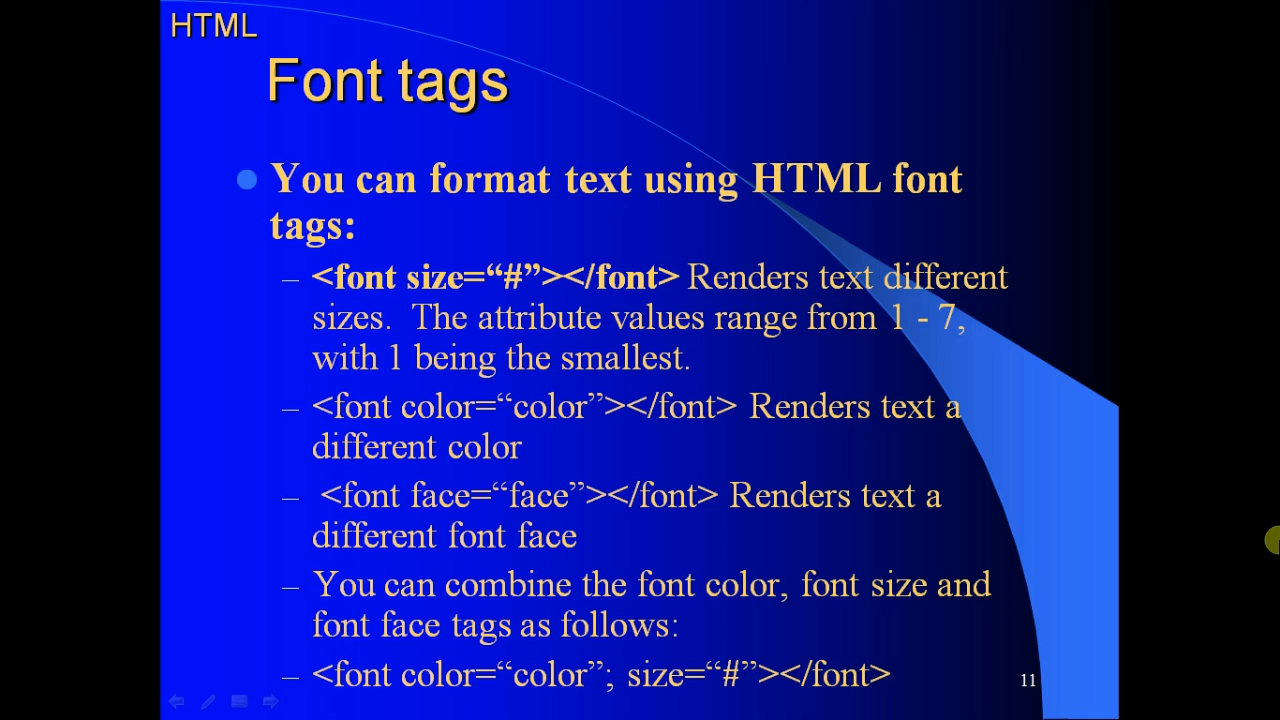 HTML
Font tags
You can format text using HTML font
tags:
– <font size=“#”></font> Renders text different
sizes.  The attribute values range from 1 - 7,
with 1 being the smallest.
– <font color=“color”></font> Renders text a
different color
–  <font face=“face”></font> Renders text a
different font face
– You can combine the font color, font size and
font face tags as follows:
– <font color=“color”; size=“#”></font>
11